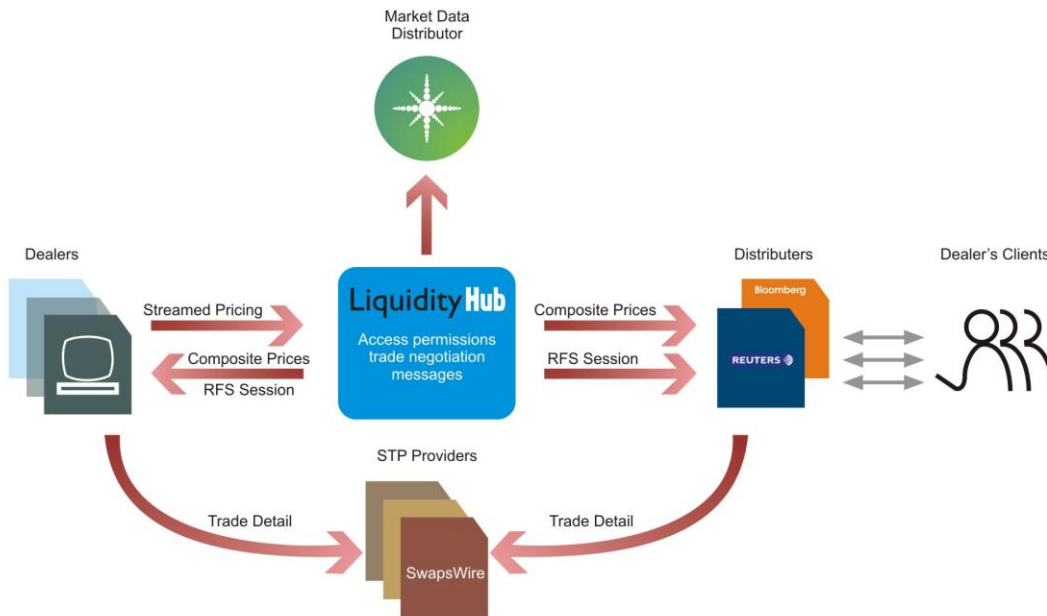 Market Data
Distributor
Dealers
Distributers
Dealer's Clients
Streamed Pricing
Composite Prices
RFS Session
Liquidity Hub
Access permissions
trade negotiation
messages
Composite Prices
RFS Session
Bloomberg
REUTERS
STP Providers
Trade Detail
Trade Detail
SwapsWire